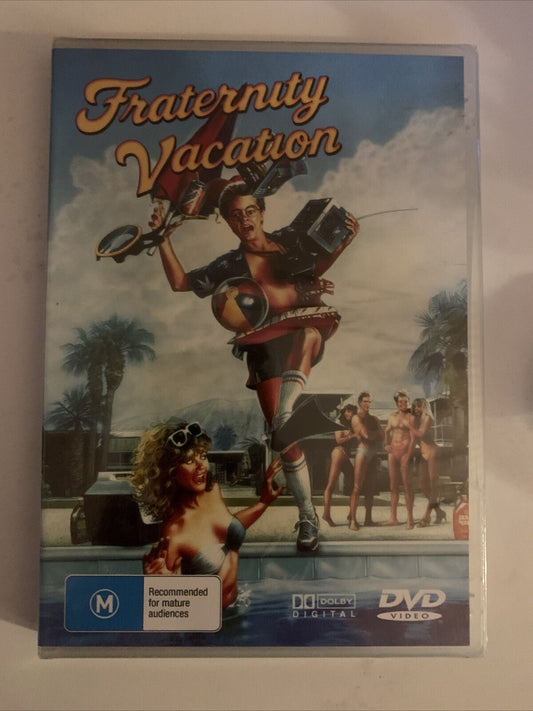 Fraternity
Vacation
M
Recommended
for mature
audiences
DOLBY
DIGITAL
DVD
VIDEO